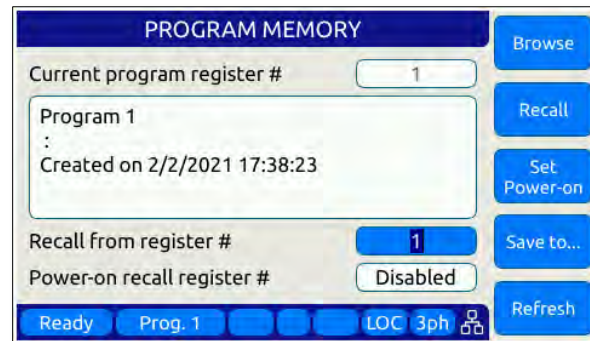 PROGRAM MEMORY
Current program register #
1
Program 1
:
Created on 2/2/2021 17:38:23
Recall from register #
1
Power-on recall register #
Disabled
Ready
Prog. 1
LOC
3ph
Browse
Recall
Set
Power-on
Save to...
Refresh